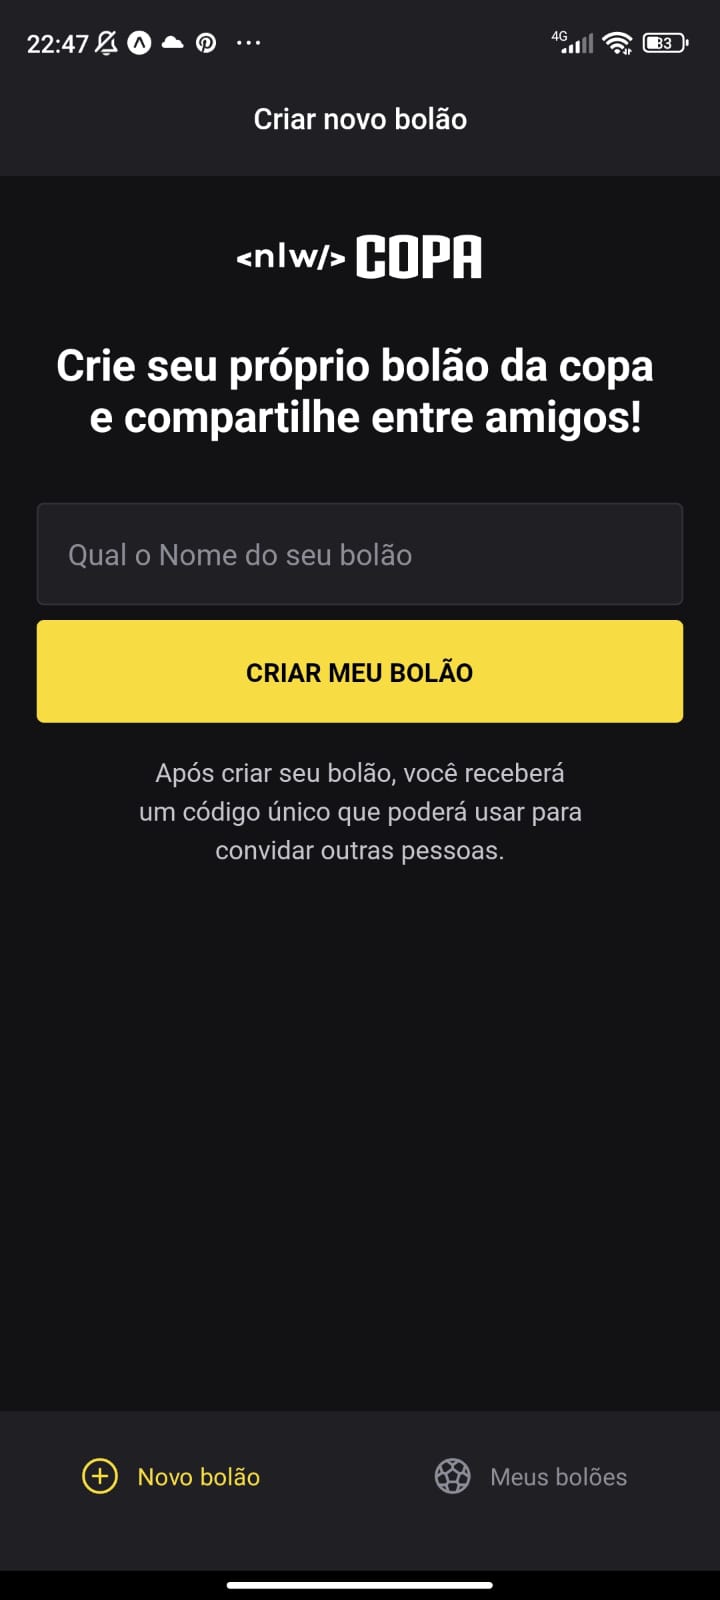 22:47
4G
83
Criar novo bolão
<nlw/> COPA
Crie seu próprio bolão da copa
e compartilhe entre amigos!
Qual o Nome do seu bolão
CRIAR MEU BOLÃO
Após criar seu bolão, você receberá
um código único que poderá usar para
convidar outras pessoas.
Novo bolão
Meus bolões